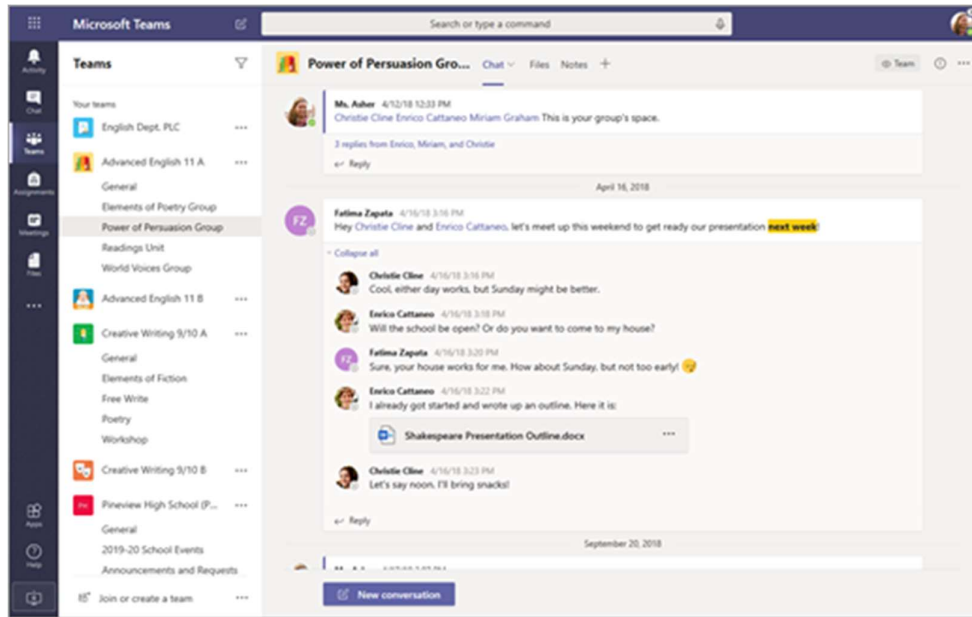 Microsoft Teams
Search or type a command
Activity
Chat
Teams
Assignments
Meetings
Files
Apps
Help
Teams
Your teams
English Dept. PLC
Advanced English 11 A
General
Elements of Poetry Group
Power of Persuasion Group
Readings Unit
World Voices Group
Advanced English 11 B
Creative Writing 9/10 A
General
Elements of Fiction
Free Write
Poetry
Workshop
Creative Writing 9/10 B
Pineview High School (P...
General
2019-20 School Events
Announcements and Requests
Join or create a team
Power of Persuasion Gro... Chat Files Notes
Team
Ms. Asher 4/12/18 12:33 PM
Christie Cline Enrico Cattaneo Miriam Graham This is your group's space.
3 replies from Enrico, Miriam, and Christie
Reply
April 16, 2018
FZ
Fatima Zapata 4/16/18 3:16 PM
Hey Christie Cline and Enrico Cattaneo, let's meet up this weekend to get ready our presentation next week!
Collapse all
Christie Cline 4/16/18 3:16 PM
Cool, either day works, but Sunday might be better.
Enrico Cattaneo 4/16/18 3:18 PM
Will the school be open? Or do you want to come to my house?
FZ
Fatima Zapata 4/16/18 3:20 PM
Sure, your house works for me. How about Sunday, but not too early!
Enrico Cattaneo 4/16/18 3:22 PM
I already got started and wrote up an outline. Here it is:
Shakespeare Presentation Outline.docx
Christie Cline 4/16/18 3:23 PM
Let's say noon. I'll bring snacks!
Reply
September 20, 2018
New conversation